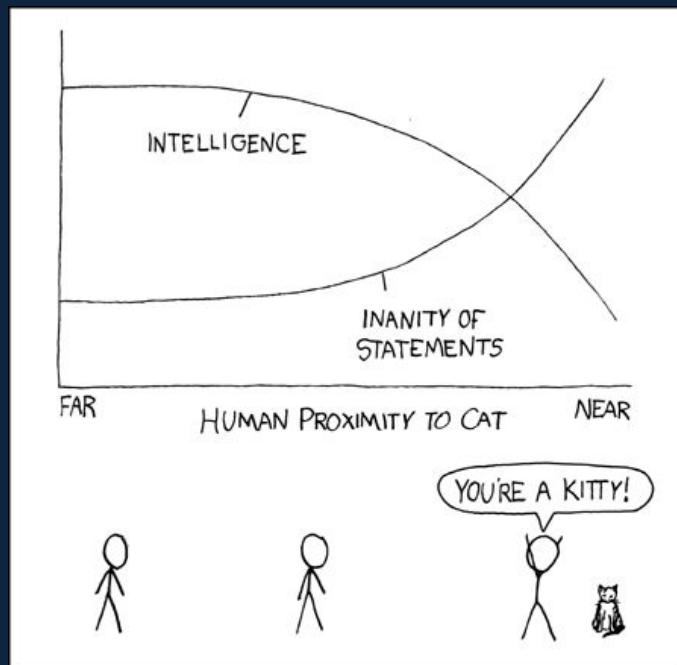 INTELLIGENCE
INANITY OF
STATEMENTS
FAR
HUMAN PROXIMITY TO CAT
NEAR
YOU'RE A KITTY!